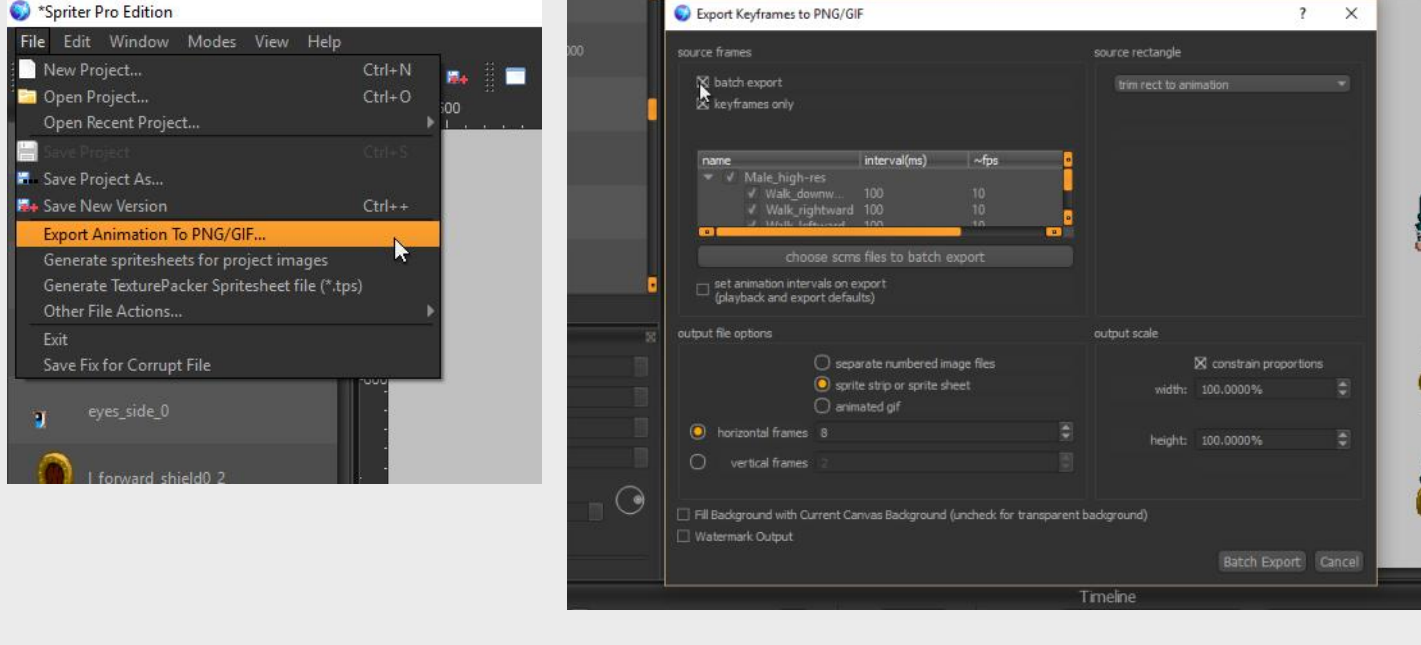 *Spriter Pro Edition
File Edit Window Modes View Help
New Project... Ctrl+N
Open Project... Ctrl+O
Open Recent Project...
Save Project Ctrl+S
Save Project As...
Save New Version Ctrl++
Export Animation To PNG/GIF...
Generate spritesheets for project images
Generate TexturePacker Spritesheet file (*.tps)
Other File Actions...
Exit
Save Fix for Corrupt File
eyes_side_0
l_forward_shield0_2
Export Keyframes to PNG/GIF ?
source frames
batch export
keyframes only
name interval(ms) ~fps
Male_high-res
Walk_downw... 100 10
Walk_rightward 100 10
Walk_leftward 100 10
choose scms files to batch export
set animation intervals on export
(playback and export defaults)
source rectangle
trim rect to animation
output file options
separate numbered image files
sprite strip or sprite sheet
animated gif
horizontal frames 8
vertical frames 2
output scale
constrain proportions
width: 100.0000%
height: 100.0000%
Fill Background with Current Canvas Background (uncheck for transparent background)
Watermark Output
Batch Export Cancel
Timeline